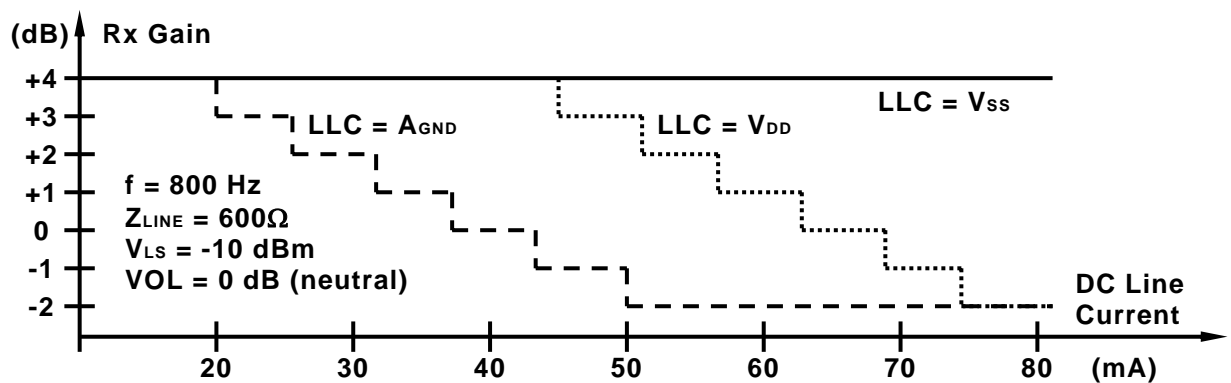 (dB) Rx Gain
+4
+3
+2
+1
0
-1
-2
LLC = VSS
LLC = AGND
LLC = VDD
f = 800 Hz
ZLINE = 600Ω
VLS = -10 dBm
VOL = 0 dB (neutral)
DC Line
Current
20 30 40 50 60 70 80 (mA)